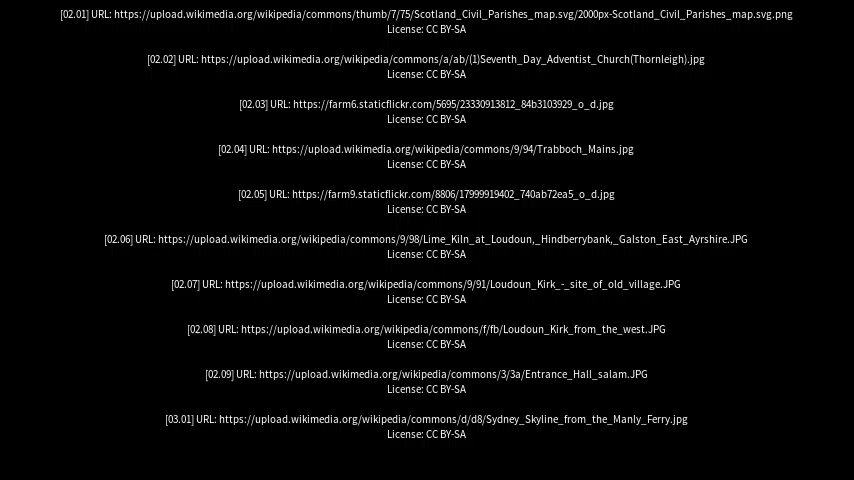 [02.01] URL: https://upload.wikimedia.org/wikipedia/commons/thumb/7/75/Scotland_Civil_Parishes_map.svg/2000px-Scotland_Civil_Parishes_map.svg.png
License: CC BY-SA
[02.02] URL: https://upload.wikimedia.org/wikipedia/commons/a/ab/(1)Seventh_Day_Adventist_Church(Thornleigh).jpg
License: CC BY-SA
[02.03] URL: https://farm6.staticflickr.com/5695/23330913812_84b3103929_o_d.jpg
License: CC BY-SA
[02.04] URL: https://upload.wikimedia.org/wikipedia/commons/9/94/Trabboch_Mains.jpg
License: CC BY-SA
[02.05] URL: https://farm9.staticflickr.com/8806/17999919402_740ab72ea5_o_d.jpg
License: CC BY-SA
[02.06] URL: https://upload.wikimedia.org/wikipedia/commons/9/98/Lime_Kiln_at_Loudoun,_Hindberrybank,_Galston_East_Ayrshire.JPG
License: CC BY-SA
[02.07] URL: https://upload.wikimedia.org/wikipedia/commons/9/91/Loudoun_Kirk_-_site_of_old_village.JPG
License: CC BY-SA
[02.08] URL: https://upload.wikimedia.org/wikipedia/commons/f/fb/Loudoun_Kirk_from_the_west.JPG
License: CC BY-SA
[02.09] URL: https://upload.wikimedia.org/wikipedia/commons/3/3a/Entrance_Hall_salam.JPG
License: CC BY-SA
[03.01] URL: https://upload.wikimedia.org/wikipedia/commons/d/d8/Sydney_Skyline_from_the_Manly_Ferry.jpg
License: CC BY-SA